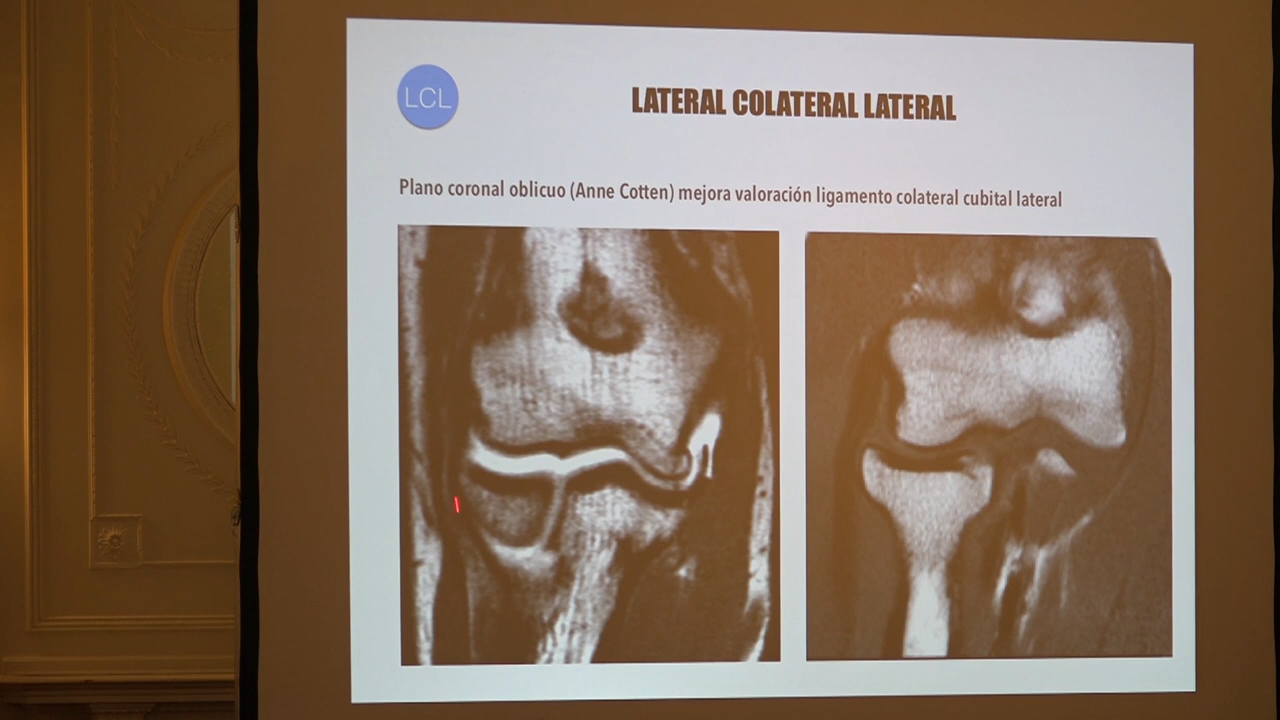 LCL
LATERAL COLATERAL LATERAL
Plano coronal oblicuo (Anne Cotten) mejora valoración ligamento colateral cubital lateral